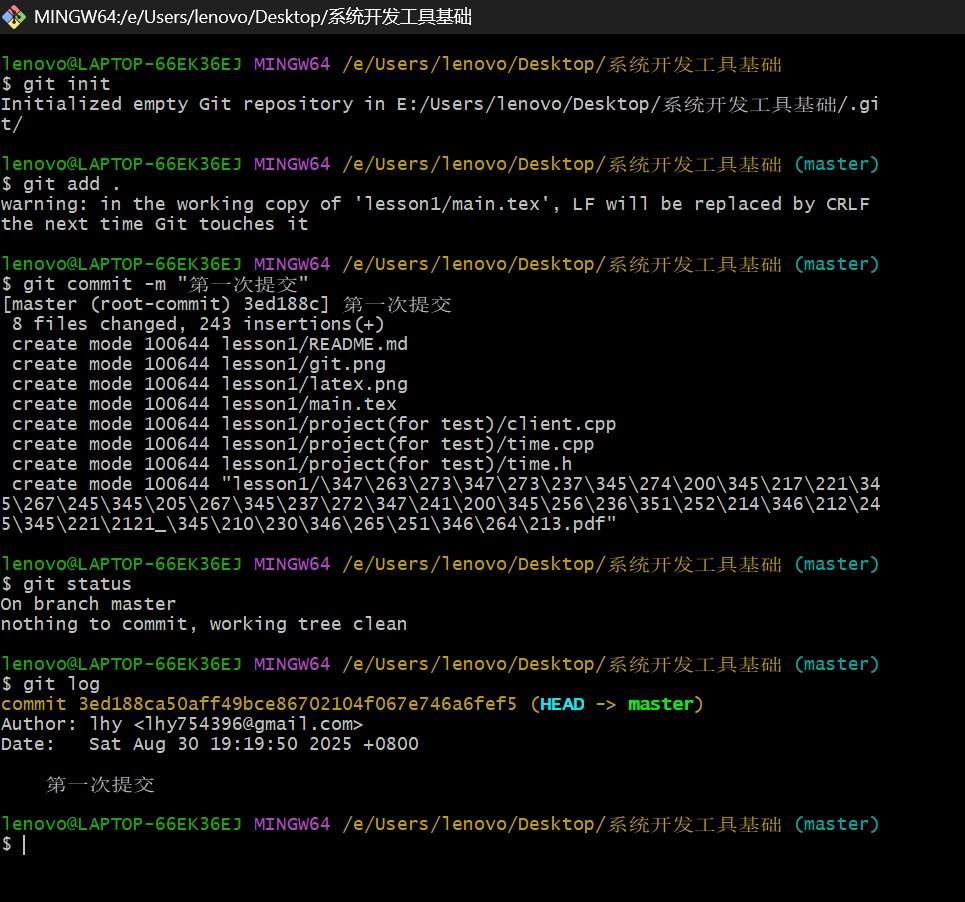 MINGW64:/e/Users/lenovo/Desktop/系统开发工具基础
lenovo@LAPTOP-66EK36EJ MINGW64 /e/Users/lenovo/Desktop/系统开发工具基础
$ git init
Initialized empty Git repository in E:/Users/lenovo/Desktop/系统开发工具基础/.gi
t/
lenovo@LAPTOP-66EK36EJ MINGW64 /e/Users/lenovo/Desktop/系统开发工具基础 (master)
$ git add .
warning: in the working copy of 'lesson1/main.tex', LF will be replaced by CRLF
the next time Git touches it
lenovo@LAPTOP-66EK36EJ MINGW64 /e/Users/lenovo/Desktop/系统开发工具基础 (master)
$ git commit -m "第一次提交"
[master (root-commit) 3ed188c] 第一次提交
 8 files changed, 243 insertions(+)
 create mode 100644 lesson1/README.md
 create mode 100644 lesson1/git.png
 create mode 100644 lesson1/latex.png
 create mode 100644 lesson1/main.tex
 create mode 100644 lesson1/project(for test)/client.cpp
 create mode 100644 lesson1/project(for test)/time.cpp
 create mode 100644 lesson1/project(for test)/time.h
 create mode 100644 "lesson1/\347\263\273\347\273\237\345\274\200\345\217\221\34
5\267\245\345\205\267\345\237\272\347\241\200\345\256\236\351\252\214\346\212\24
5\345\221\2121_\345\210\230\346\265\251\346\264\213.pdf"
lenovo@LAPTOP-66EK36EJ MINGW64 /e/Users/lenovo/Desktop/系统开发工具基础 (master)
$ git status
On branch master
nothing to commit, working tree clean
lenovo@LAPTOP-66EK36EJ MINGW64 /e/Users/lenovo/Desktop/系统开发工具基础 (master)
$ git log
commit 3ed188ca50aff49bce86702104f067e746a6fef5 (HEAD -> master)
Author: lhy <lhy754396@gmail.com>
Date:   Sat Aug 30 19:19:50 2025 +0800
    第一次提交
lenovo@LAPTOP-66EK36EJ MINGW64 /e/Users/lenovo/Desktop/系统开发工具基础 (master)
$